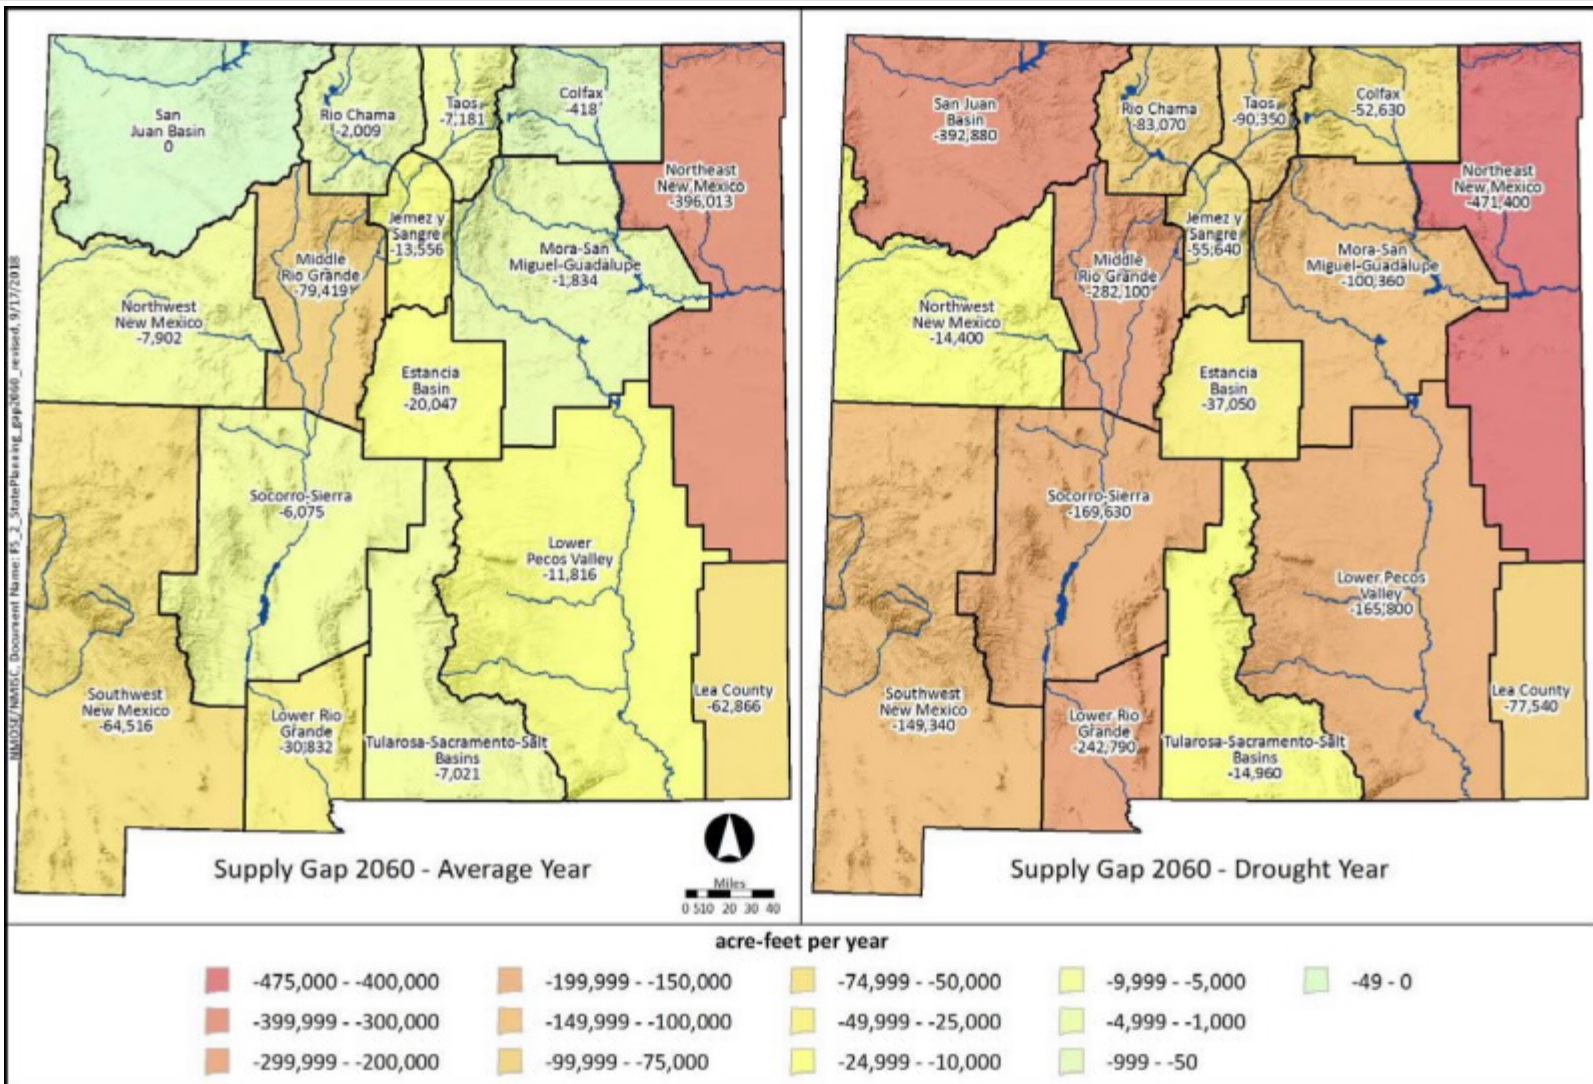 San
Juan Basin
0
Rio Chama
-2,009
Taos
-7,181
Colfax
-418
Northeast
New Mexico
-396,013
Jemez y
Sangre
-13,556
Middle
Rio Grande
-79,419
Mora-San
Miguel-Guadalupe
-1,834
Northwest
New Mexico
-7,902
Estancia
Basin
-20,047
Socorro-Sierra
-6,075
Lower
Pecos Valley
-11,816
Southwest
New Mexico
-64,516
Lower Rio
Grande
-30,832
Tularosa-Sacramento-Salt
Basins
-7,021
Lea County
-62,866
NMOSE/NMISC, Document Name: F5_2_StatePlanning_gap2060_revised, 9/17/2018
Supply Gap 2060 - Average Year
Miles
0 510 20 30 40
San Juan
Basin
-392,880
Rio Chama
-83,070
Taos
-90,350
Colfax
-52,630
Northeast
New Mexico
-471,400
Jemez y
Sangre
-55,640
Middle
Rio Grande
-282,100
Mora-San
Miguel-Guadalupe
-100,360
Northwest
New Mexico
-14,400
Estancia
Basin
-37,050
Socorro-Sierra
-169,630
Lower Pecos
Valley
-165,800
Southwest
New Mexico
-149,340
Lower Rio
Grande
-242,790
Tularosa-Sacramento-Salt
Basins
-14,960
Lea County
-77,540
Supply Gap 2060 - Drought Year
acre-feet per year
-475,000 - -400,000
-399,999 - -300,000
-299,999 - -200,000
-199,999 - -150,000
-149,999 - -100,000
-99,999 - -75,000
-74,999 - -50,000
-49,999 - -25,000
-24,999 - -10,000
-9,999 - -5,000
-4,999 - -1,000
-999 - -50
-49 - 0